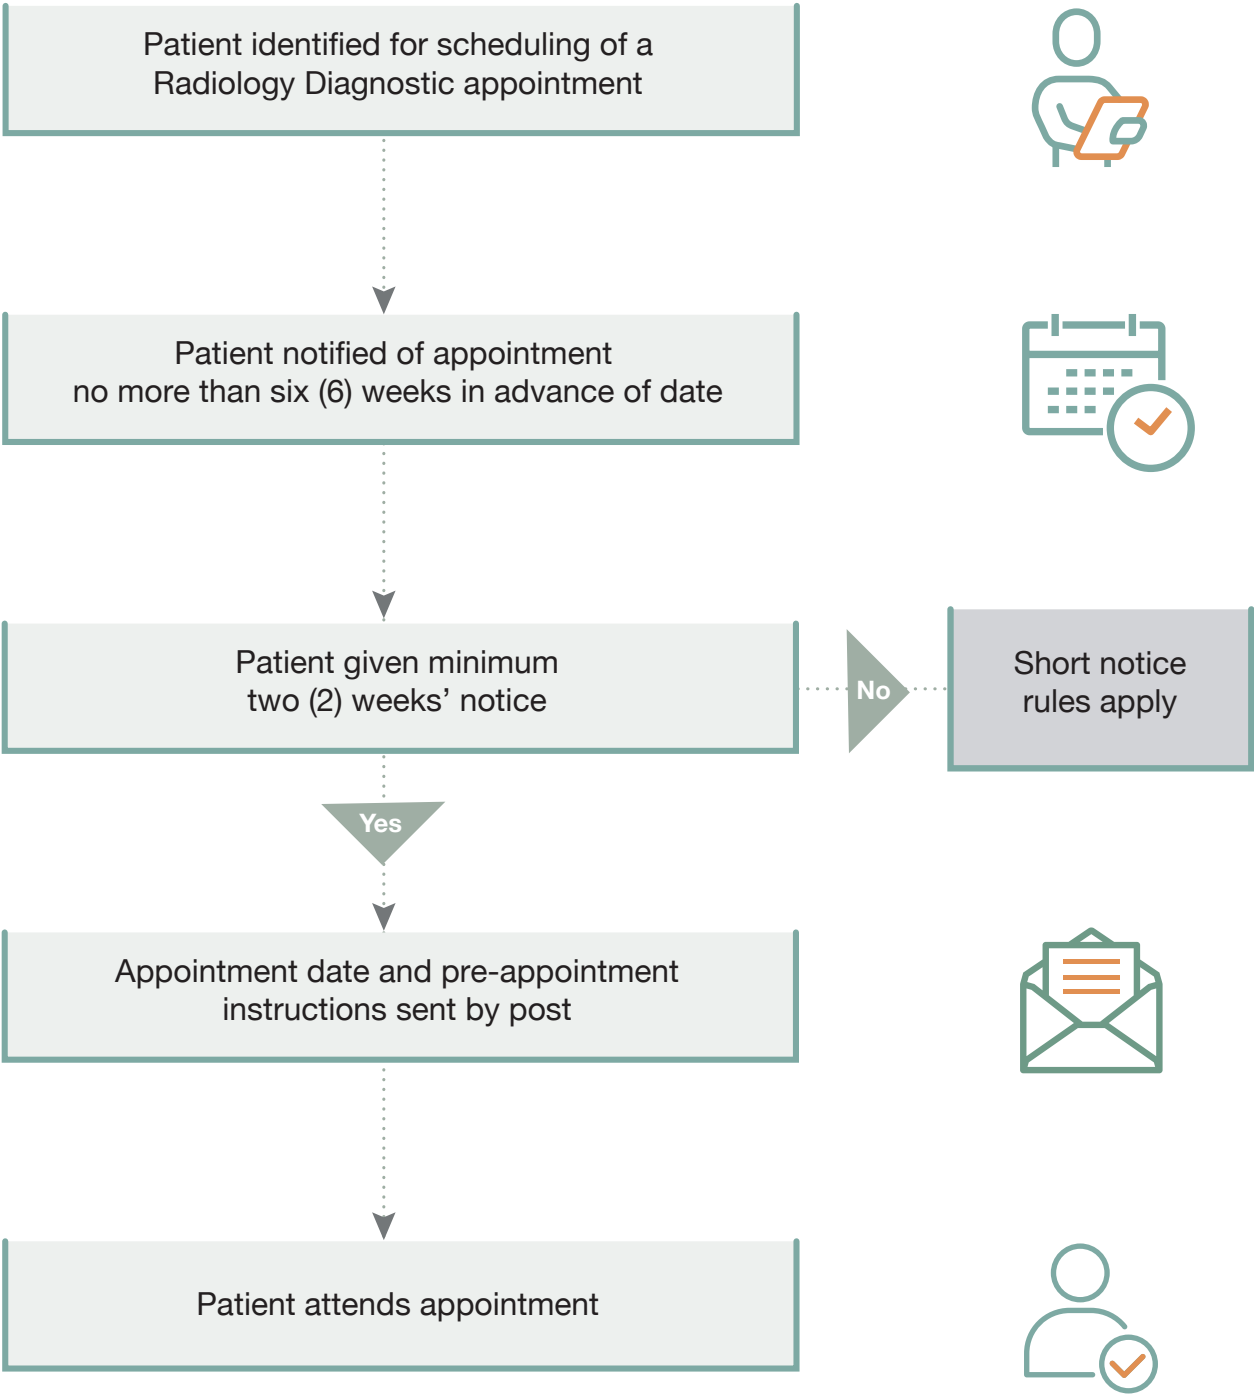 Patient identified for scheduling of a
Radiology Diagnostic appointment
Patient notified of appointment
no more than six (6) weeks in advance of date
Patient given minimum
two (2) weeks’ notice
No
Short notice
rules apply
Yes
Appointment date and pre-appointment
instructions sent by post
Patient attends appointment